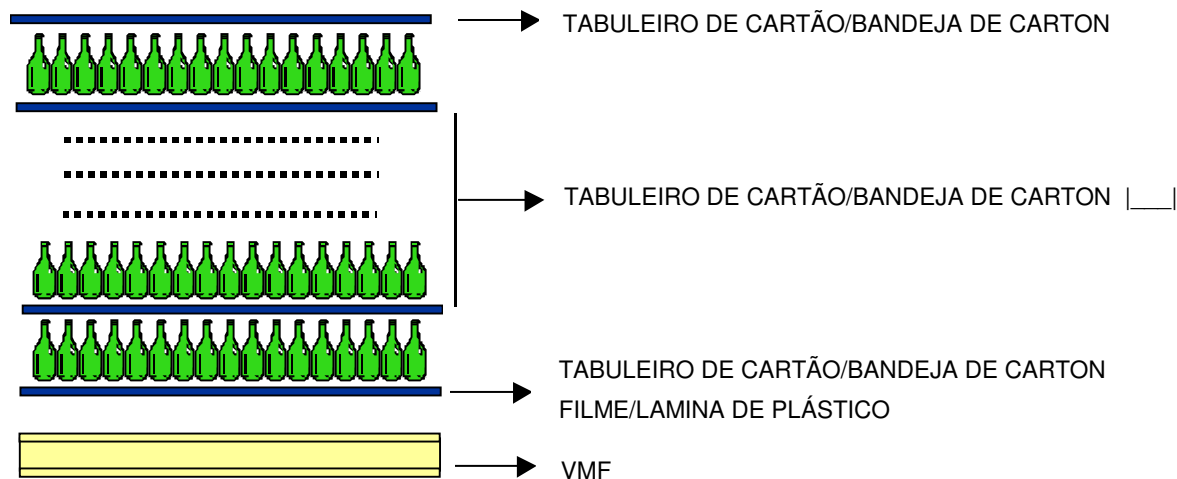 TABULEIRO DE CARTÃO/BANDEJA DE CARTON
TABULEIRO DE CARTÃO/BANDEJA DE CARTON |___|
TABULEIRO DE CARTÃO/BANDEJA DE CARTON
FILME/LAMINA DE PLÁSTICO
VMF